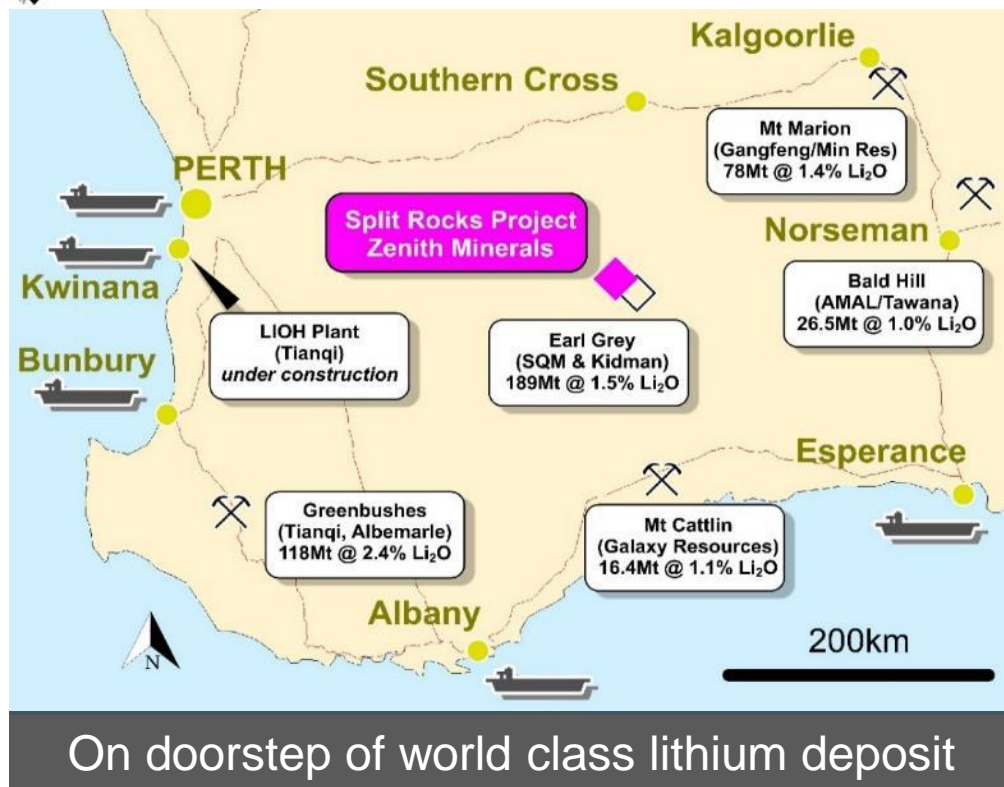 Kalgoorlie
Southern Cross
Mt Marion
(Gangfeng/Min Res)
78Mt @ 1.4% Li₂O
PERTH
Split Rocks Project
Zenith Minerals
Norseman
Kwinana
Bald Hill
(AMAL/Tawana)
26.5Mt @ 1.0% Li₂O
LIOH Plant
(Tianqi)
under construction
Earl Grey
(SQM & Kidman)
189Mt @ 1.5% Li₂O
Bunbury
Esperance
Greenbushes
(Tianqi, Albemarle)
118Mt @ 2.4% Li₂O
Mt Cattlin
(Galaxy Resources)
16.4Mt @ 1.1% Li₂O
Albany
200km
N
On doorstep of world class lithium deposit